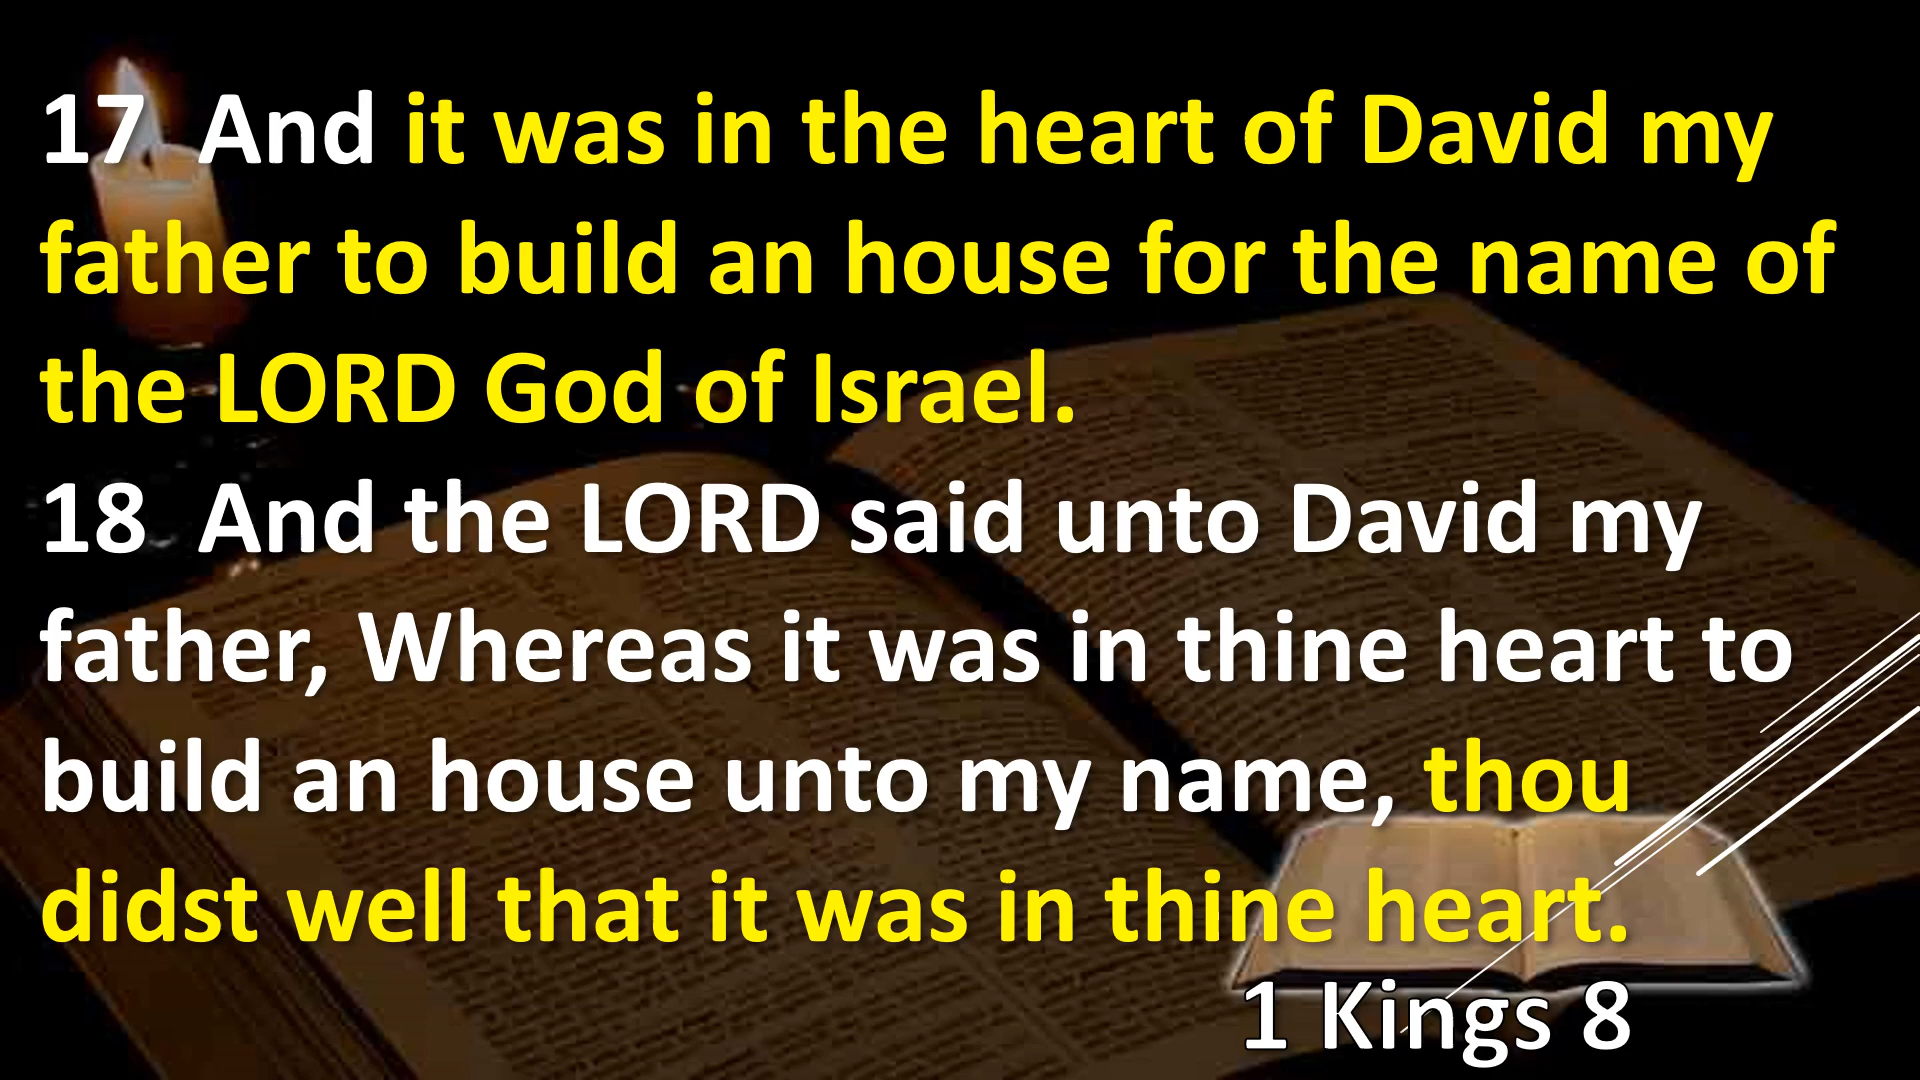 17  And it was in the heart of David my
father to build an house for the name of
the LORD God of Israel.
18  And the LORD said unto David my
father, Whereas it was in thine heart to
build an house unto my name, thou
didst well that it was in thine heart.
1 Kings 8